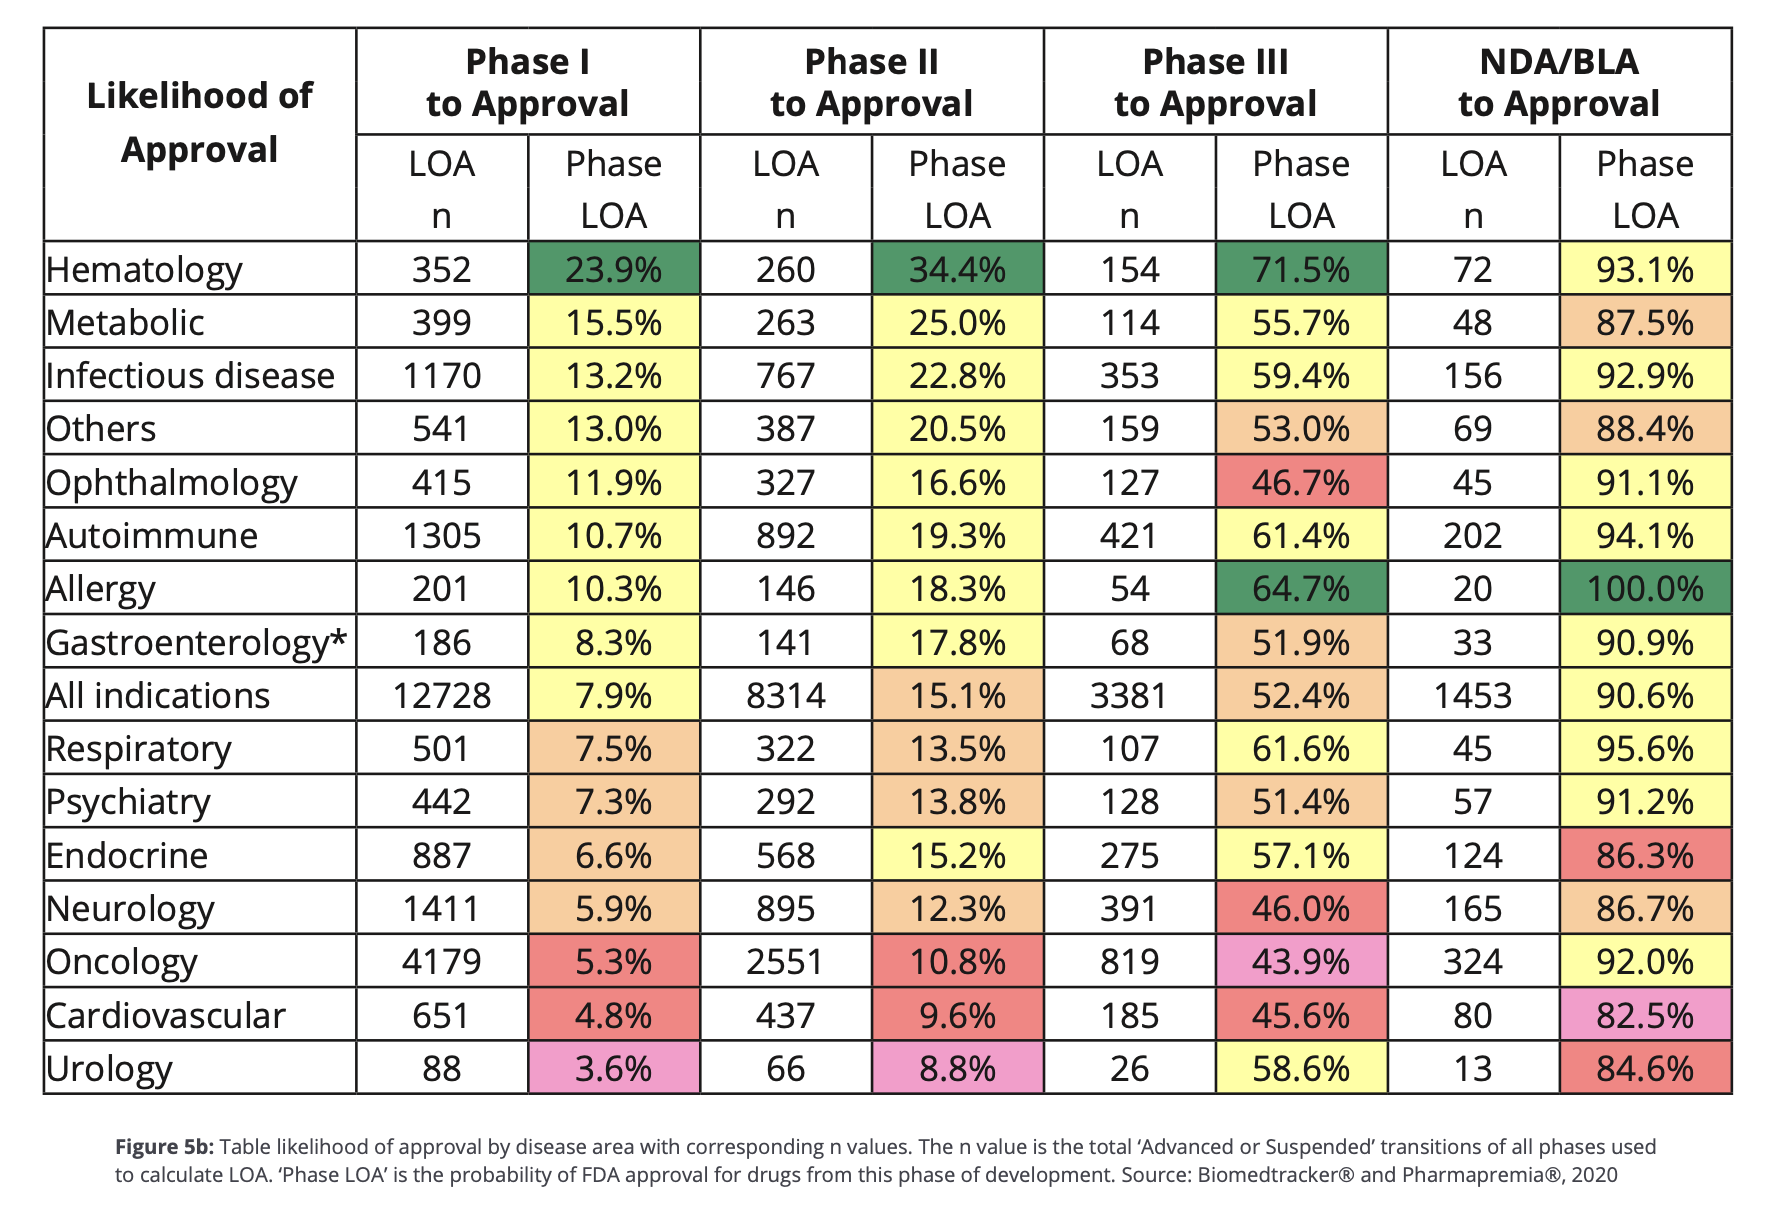 Likelihood of Approval | Phase I to Approval | Phase II to Approval | Phase III to Approval | NDA/BLA to Approval
LOA n | Phase LOA | LOA n | Phase LOA | LOA n | Phase LOA | LOA n | Phase LOA
Hematology 352 23.9% 260 34.4% 154 71.5% 72 93.1%
Metabolic 399 15.5% 263 25.0% 114 55.7% 48 87.5%
Infectious disease 1170 13.2% 767 22.8% 353 59.4% 156 92.9%
Others 541 13.0% 387 20.5% 159 53.0% 69 88.4%
Ophthalmology 415 11.9% 327 16.6% 127 46.7% 45 91.1%
Autoimmune 1305 10.7% 892 19.3% 421 61.4% 202 94.1%
Allergy 201 10.3% 146 18.3% 54 64.7% 20 100.0%
Gastroenterology* 186 8.3% 141 17.8% 68 51.9% 33 90.9%
All indications 12728 7.9% 8314 15.1% 3381 52.4% 1453 90.6%
Respiratory 501 7.5% 322 13.5% 107 61.6% 45 95.6%
Psychiatry 442 7.3% 292 13.8% 128 51.4% 57 91.2%
Endocrine 887 6.6% 568 15.2% 275 57.1% 124 86.3%
Neurology 1411 5.9% 895 12.3% 391 46.0% 165 86.7%
Oncology 4179 5.3% 2551 10.8% 819 43.9% 324 92.0%
Cardiovascular 651 4.8% 437 9.6% 185 45.6% 80 82.5%
Urology 88 3.6% 66 8.8% 26 58.6% 13 84.6%
Figure 5b: Table likelihood of approval by disease area with corresponding n values. The n value is the total ‘Advanced or Suspended’ transitions of all phases used
to calculate LOA. ‘Phase LOA’ is the probability of FDA approval for drugs from this phase of development. Source: Biomedtracker® and Pharmapremia®, 2020